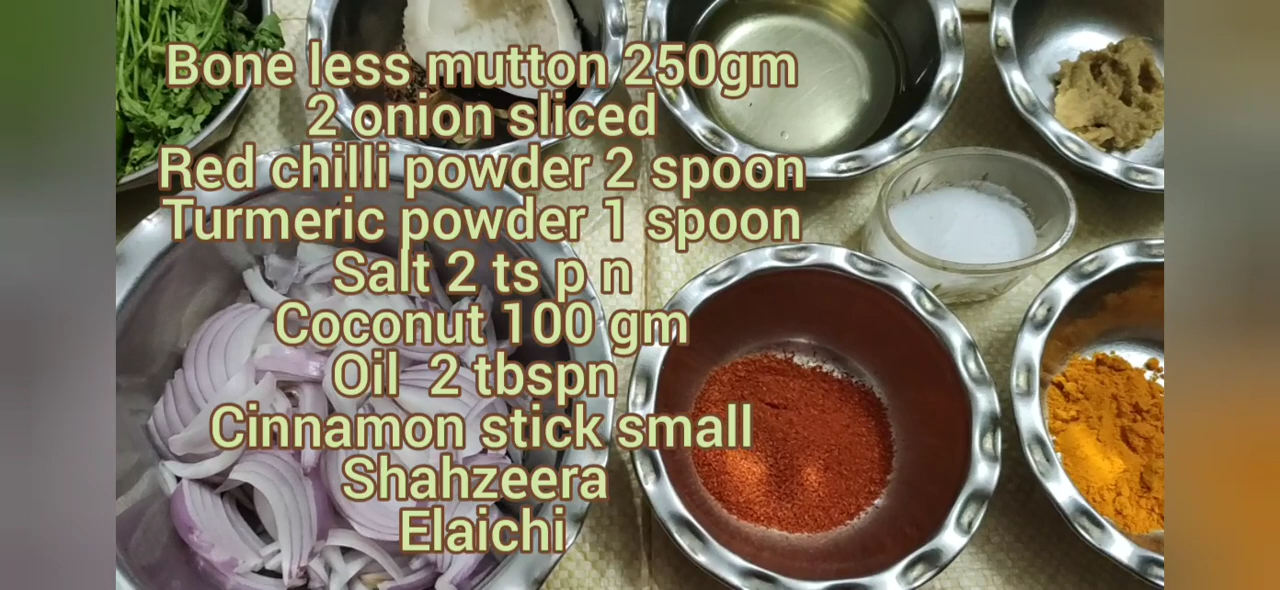 Bone less mutton 250gm
2 onion sliced
Red chilli powder 2 spoon
Turmeric powder 1 spoon
Salt 2 ts p n
Coconut 100 gm
Oil 2 tbspn
Cinnamon stick small
Shahzeera
Elaichi